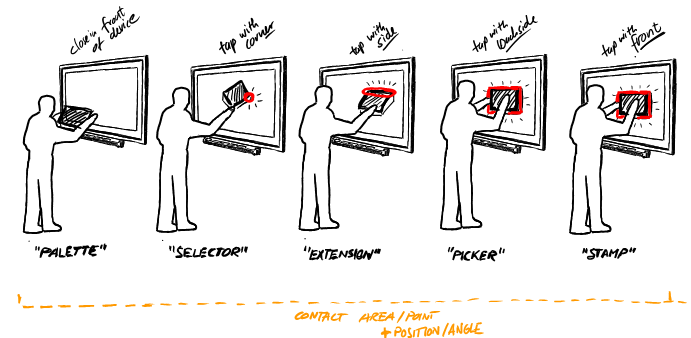 close in front
of device
tap with
corner
tap with
side
tap with
backside
tap with
front
"PALETTE"
"SELECTOR"
"EXTENSION"
"PICKER"
"STAMP"
CONTACT AREA/POINT
+ POSITION/ANGLE